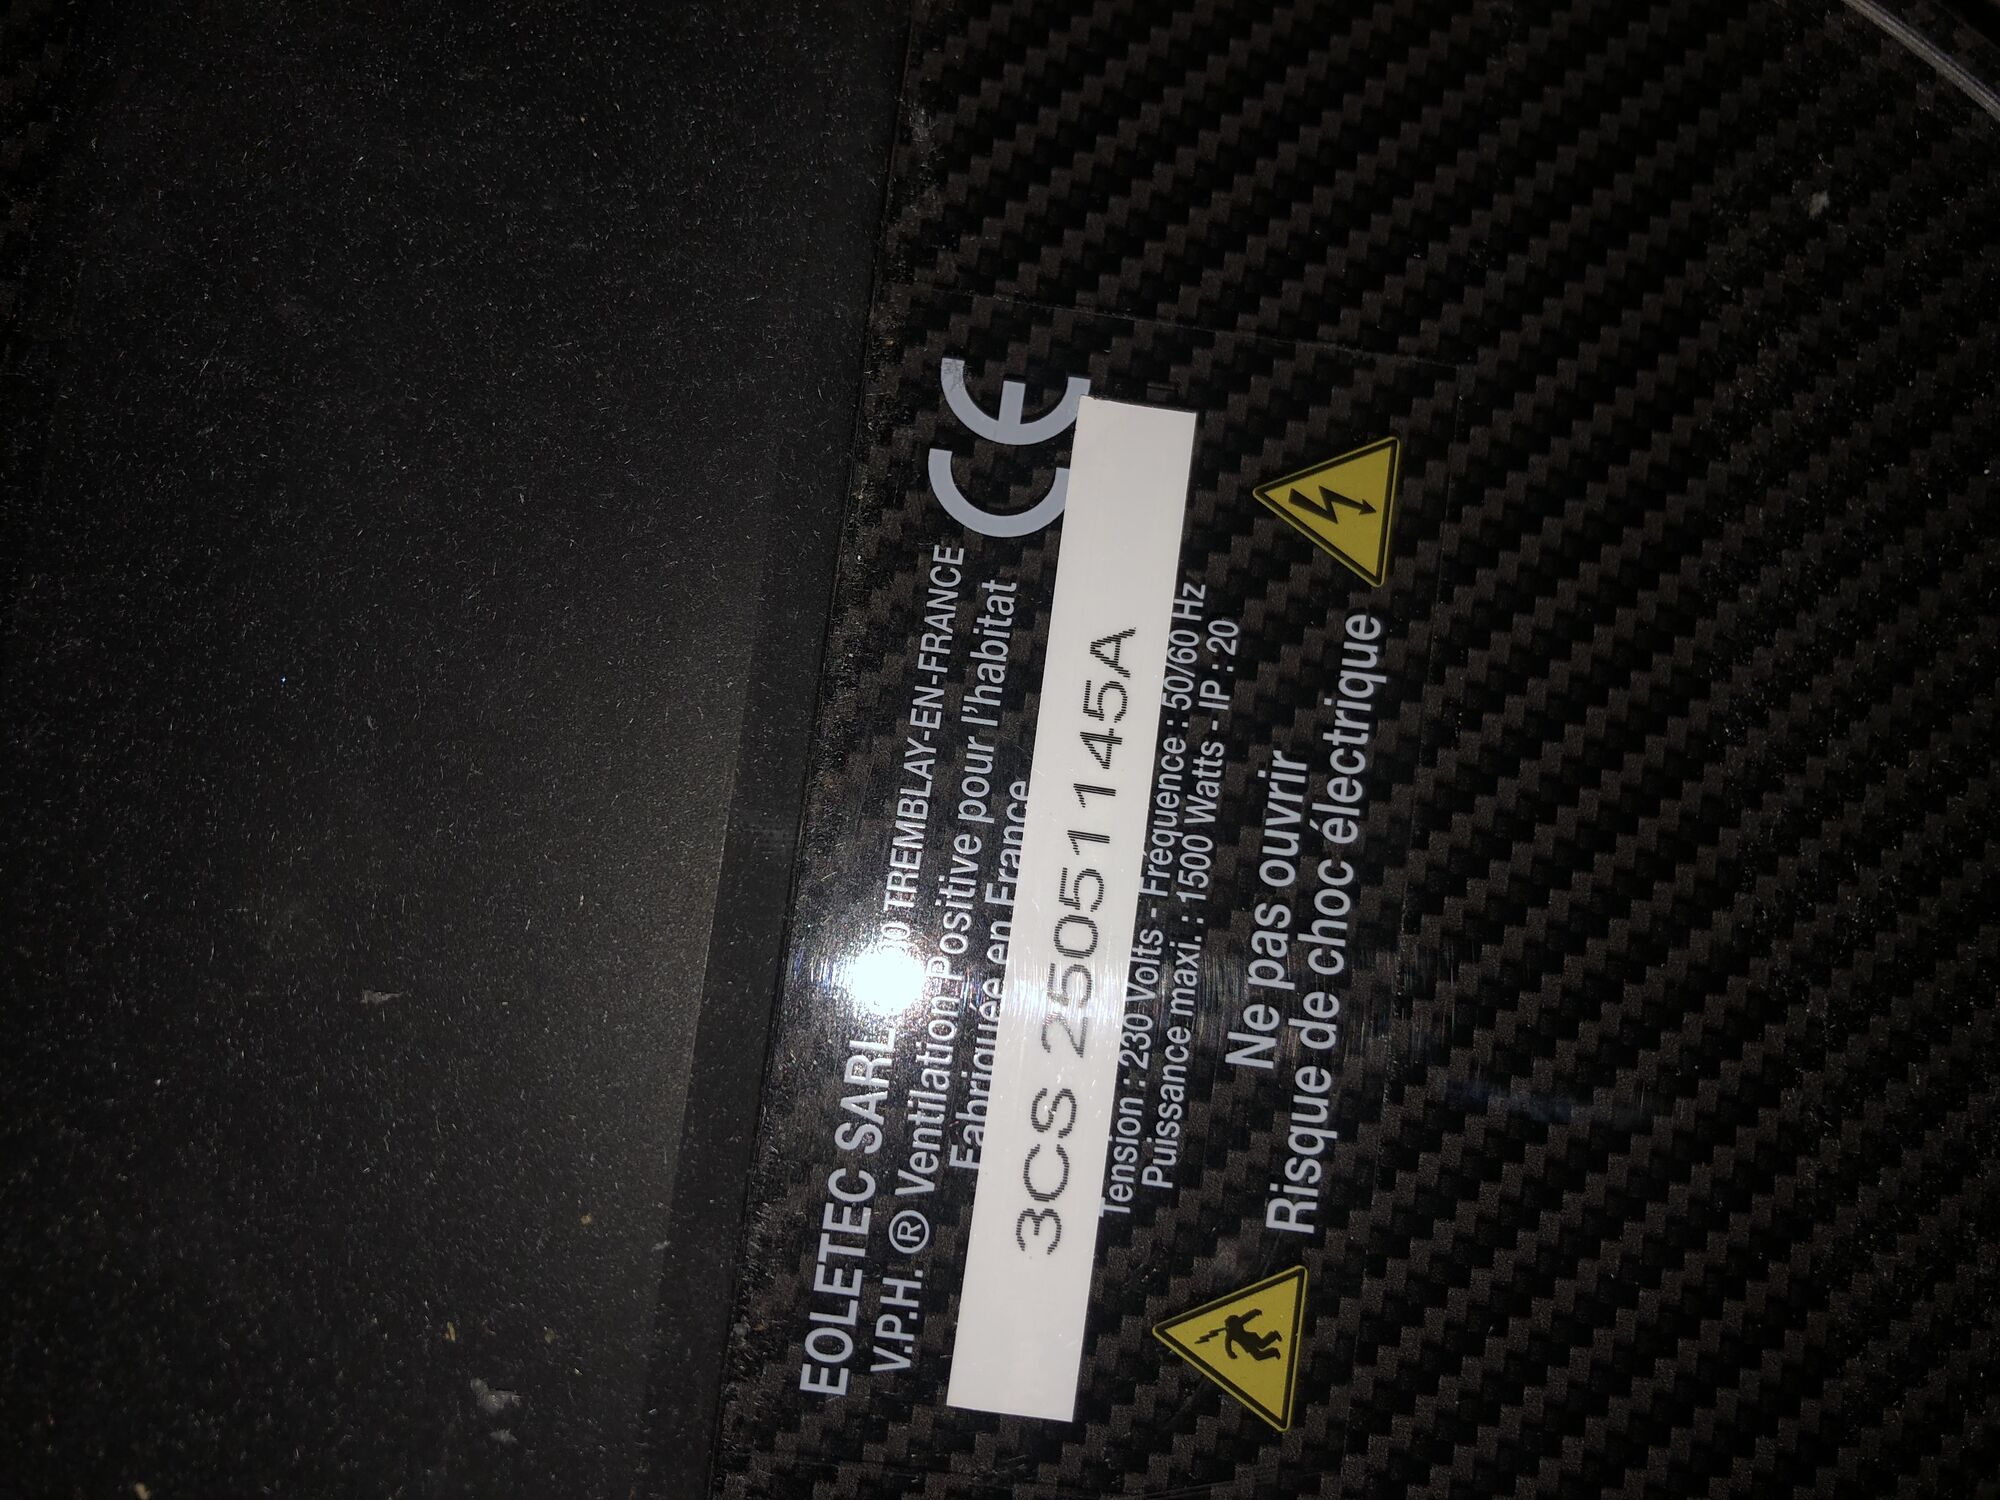 EOLETEC SARL TREMBLAY-EN-FRANCE
V.P.H. ® Ventilation Positive pour l'habitat
Fabriquée en France
CE
3CS 25051145A
Tension : 230 Volts - Fréquence : 50/60 Hz
Puissance maxi. : 1500 Watts - IP : 20
Ne pas ouvrir
Risque de choc électrique